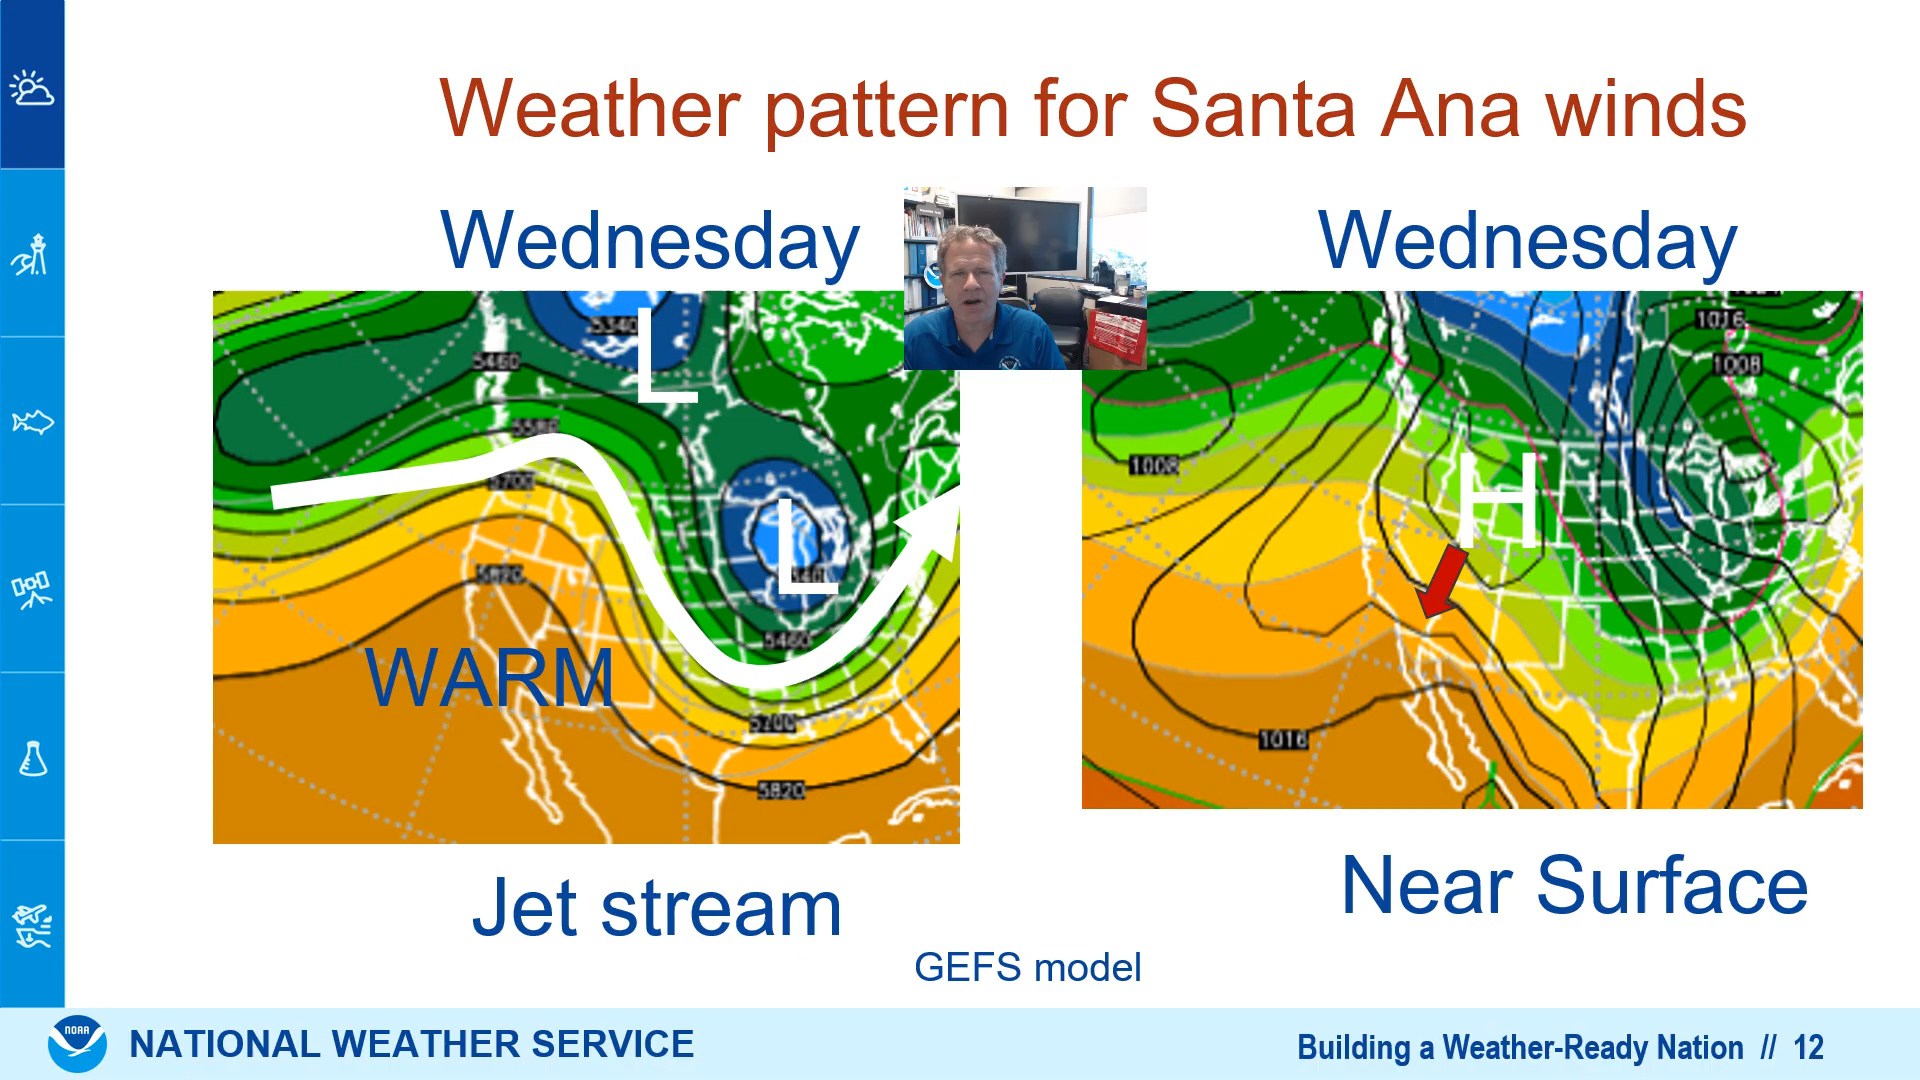 Weather pattern for Santa Ana winds
Wednesday
Wednesday
5340
L
5460
5580
5700
L
5820
5460
WARM
5700
5820
1016
1008
1008
H
1016
Jet stream
Near Surface
GEFS model
NOAA
NATIONAL WEATHER SERVICE
Building a Weather-Ready Nation // 12